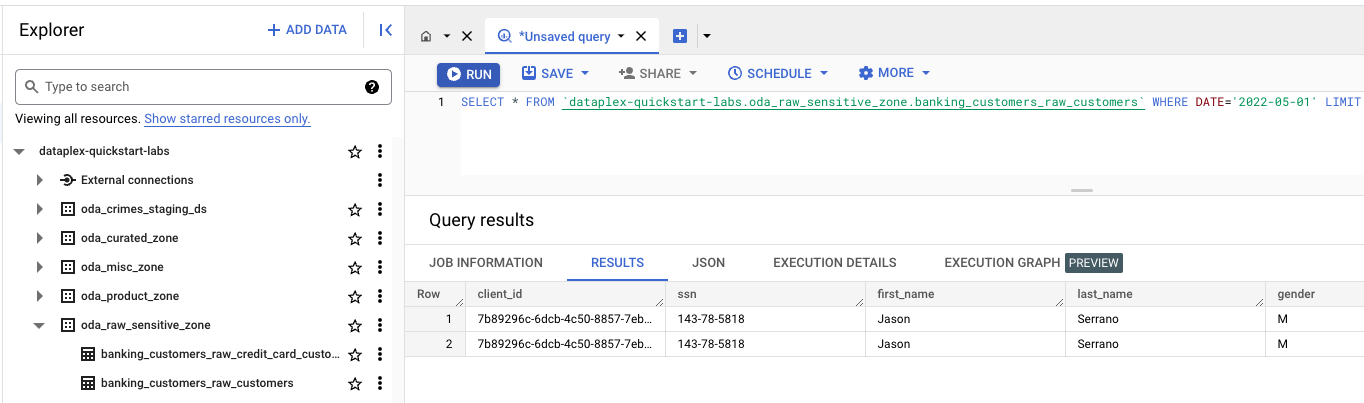 Explorer
+ ADD DATA
Type to search
Viewing all resources. Show starred resources only.
dataplex-quickstart-labs
External connections
oda_crimes_staging_ds
oda_curated_zone
oda_misc_zone
oda_product_zone
oda_raw_sensitive_zone
banking_customers_raw_credit_card_custo...
banking_customers_raw_customers
*Unsaved query
RUN SAVE SHARE SCHEDULE MORE
1 SELECT * FROM `dataplex-quickstart-labs.oda_raw_sensitive_zone.banking_customers_raw_customers` WHERE DATE='2022-05-01' LIMIT
Query results
JOB INFORMATION RESULTS JSON EXECUTION DETAILS EXECUTION GRAPH PREVIEW
Row client_id ssn first_name last_name gender
1 7b89296c-6dcb-4c50-8857-7eb... 143-78-5818 Jason Serrano M
2 7b89296c-6dcb-4c50-8857-7eb... 143-78-5818 Jason Serrano M